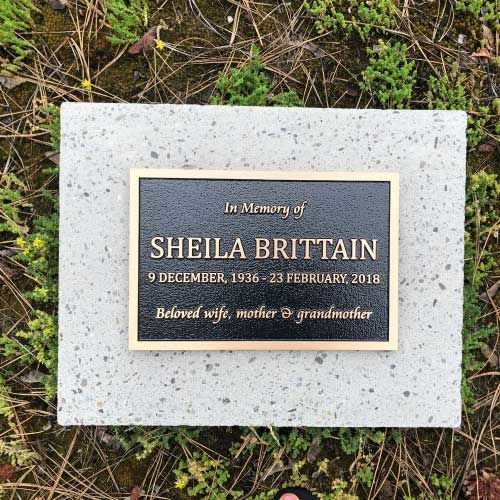 In Memory of
SHEILA BRITTAIN
9 DECEMBER, 1936 - 23 FEBRUARY, 2018
Beloved wife, mother & grandmother